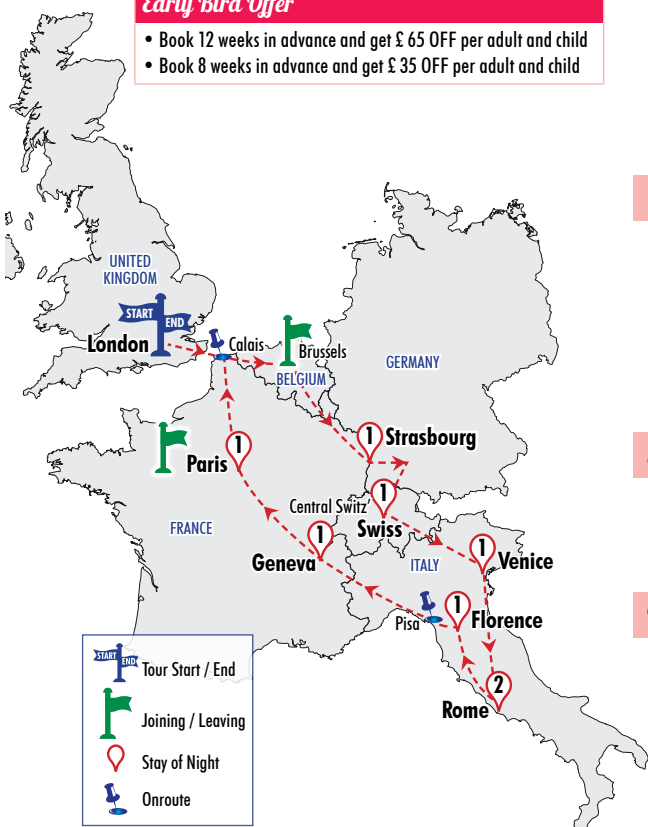 Early Bird Offer
• Book 12 weeks in advance and get £ 65 OFF per adult and child
• Book 8 weeks in advance and get £ 35 OFF per adult and child
UNITED
KINGDOM
START
END
London
Calais
Brussels
BELGIUM
GERMANY
1
Strasbourg
1
Paris
1
Central Switz'
Swiss
FRANCE
1
Geneva
ITALY
1
Venice
1
Florence
Pisa
2
Rome
START
END
Tour Start / End
Joining / Leaving
Stay of Night
Onroute